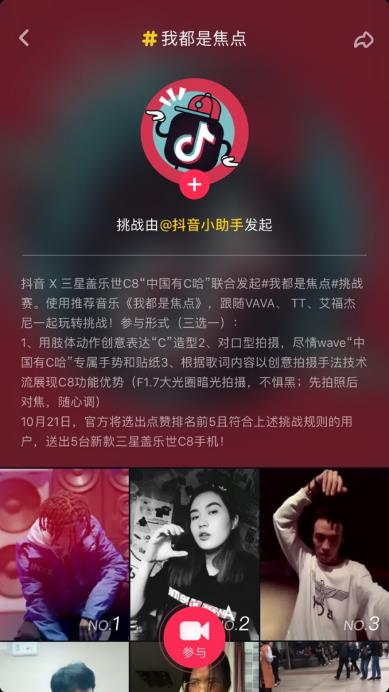 #我都是焦点
挑战由@抖音小助手发起
抖音 X 三星盖乐世C8“中国有C哈”联合发起#我都是焦点#挑战
赛。使用推荐音乐《我都是焦点》，跟随VAVA、 TT、艾福杰
尼一起玩转挑战！参与形式（三选一）：
1、用肢体动作创意表达“C”造型2、对口型拍摄，尽情wave“中
国有C哈”专属手势和贴纸3、根据歌词内容以创意拍摄手法技术
流展现C8功能优势（F1.7大光圈暗光拍摄，不惧黑；先拍照后
对焦，随心调）
10月21日，官方将选出点赞排名前5且符合上述挑战规则的用
户，送出5台新款三星盖乐世C8手机！
NO.1
NO.2
NO.3
参与